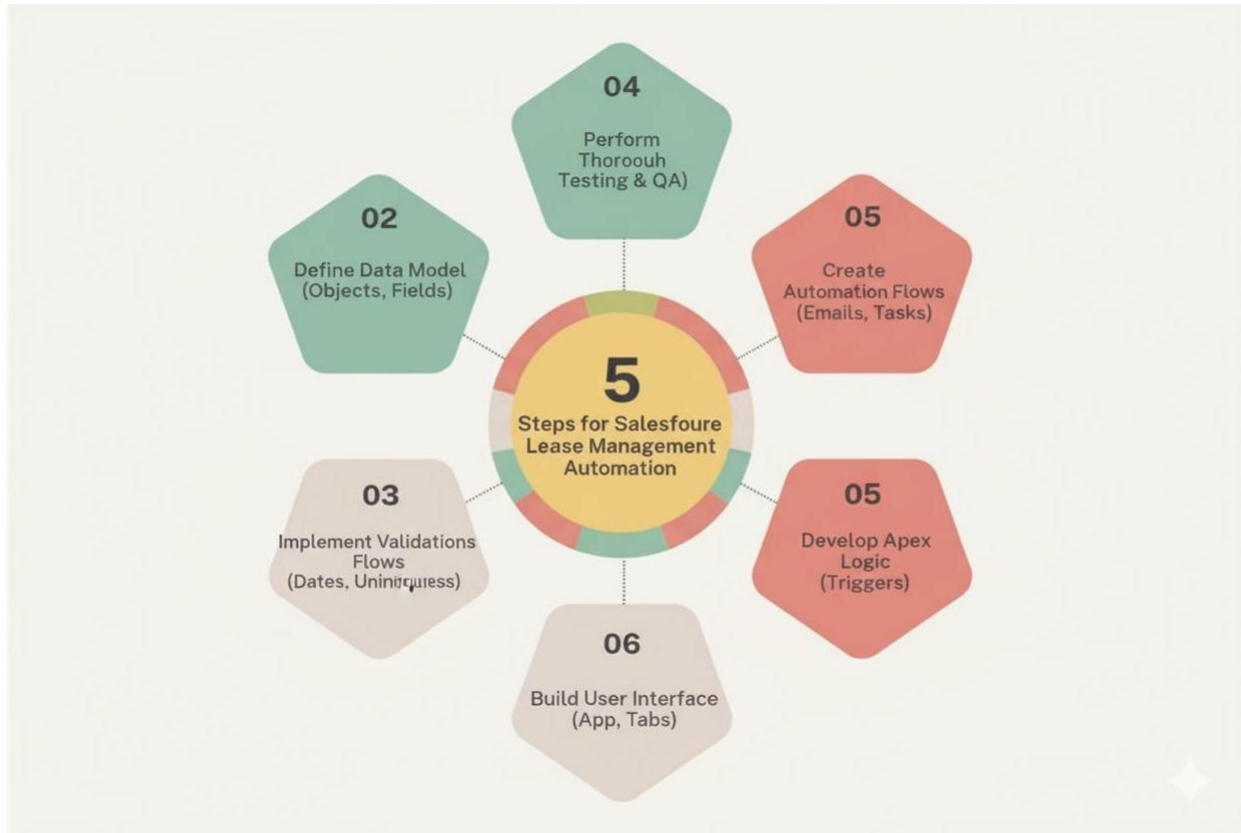 04
Perform
Thoroouh
Testing & QA)
02
Define Data Model
(Objects, Fields)
05
Create
Automation Flows
(Emails, Tasks)
5
Steps for Salesfoure
Lease Management
Automation
03
Implement Validations
Flows
(Dates,
05
Develop Apex
Logic
(Triggers)
06
Build User Interface
(App, Tabs)